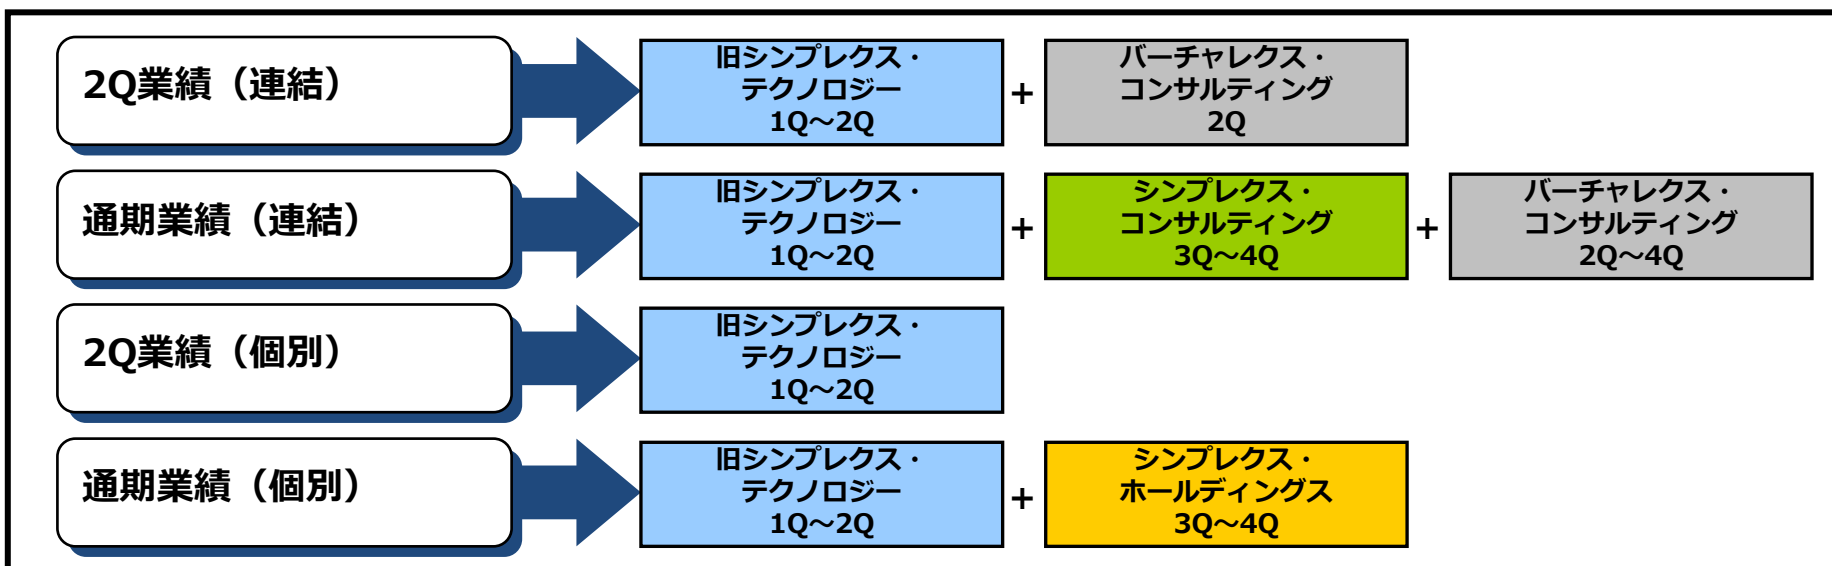 2Q業績（連結）
旧シンプレクス・
テクノロジー
1Q～2Q
+
バーチャレクス・
コンサルティング
2Q
通期業績（連結）
旧シンプレクス・
テクノロジー
1Q～2Q
+
シンプレクス・
コンサルティング
3Q～4Q
+
バーチャレクス・
コンサルティング
2Q～4Q
2Q業績（個別）
旧シンプレクス・
テクノロジー
1Q～2Q
通期業績（個別）
旧シンプレクス・
テクノロジー
1Q～2Q
+
シンプレクス・
ホールディングス
3Q～4Q